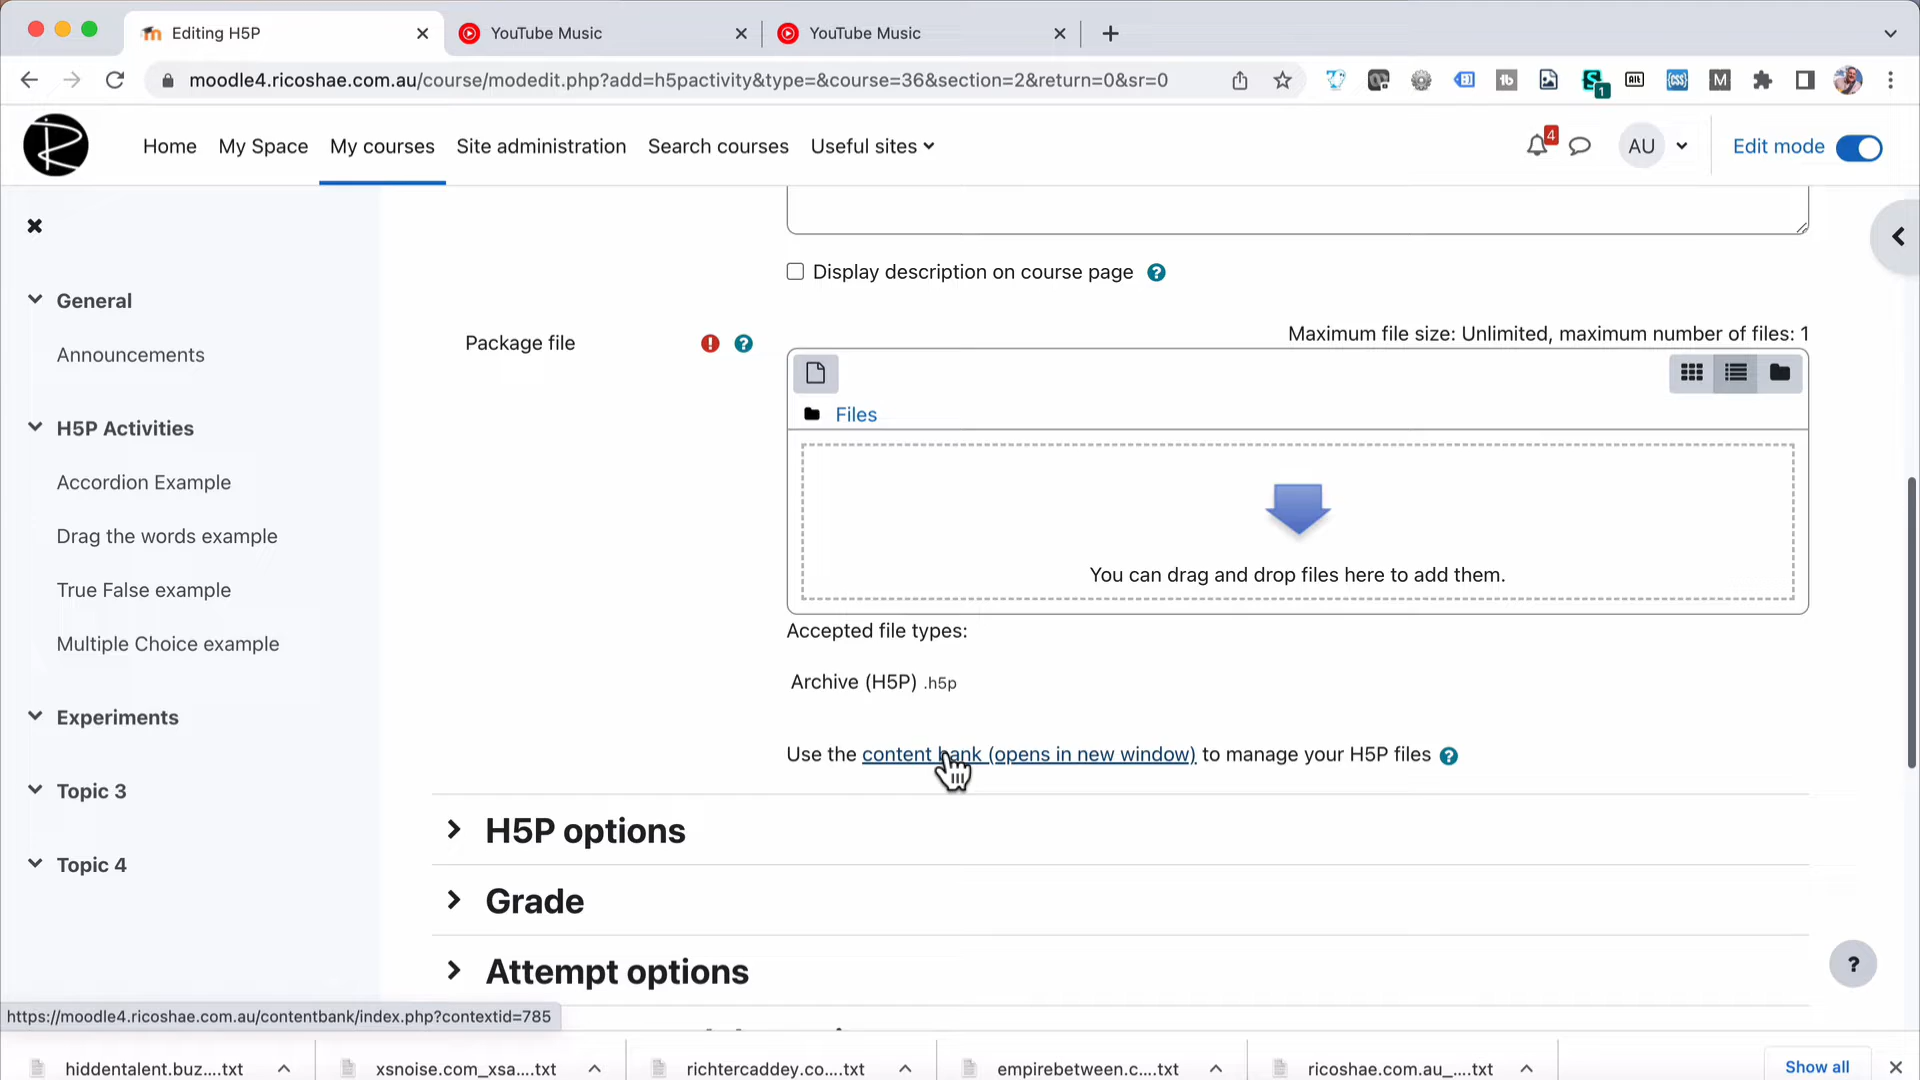 Editing H5P
YouTube Music
YouTube Music
moodle4.ricoshae.com.au/course/modedit.php?add=h5pactivity&type=&course=36&section=2&return=0&sr=0
1
Home
My Space
My courses
Site administration
Search courses
Useful sites
4
AU
Edit mode
General
Announcements
H5P Activities
Accordion Example
Drag the words example
True False example
Multiple Choice example
Experiments
Topic 3
Topic 4
Display description on course page
Package file
Maximum file size: Unlimited, maximum number of files: 1
Files
You can drag and drop files here to add them.
Accepted file types:
Archive (H5P) .h5p
Use the content bank (opens in new window) to manage your H5P files
H5P options
Grade
Attempt options
https://moodle4.ricoshae.com.au/contentbank/index.php?contextid=785
hiddentalent.buz....txt
xsnoise.com_xsa....txt
richtercaddey.co....txt
empirebetween.c....txt
ricoshae.com.au_....txt
Show all